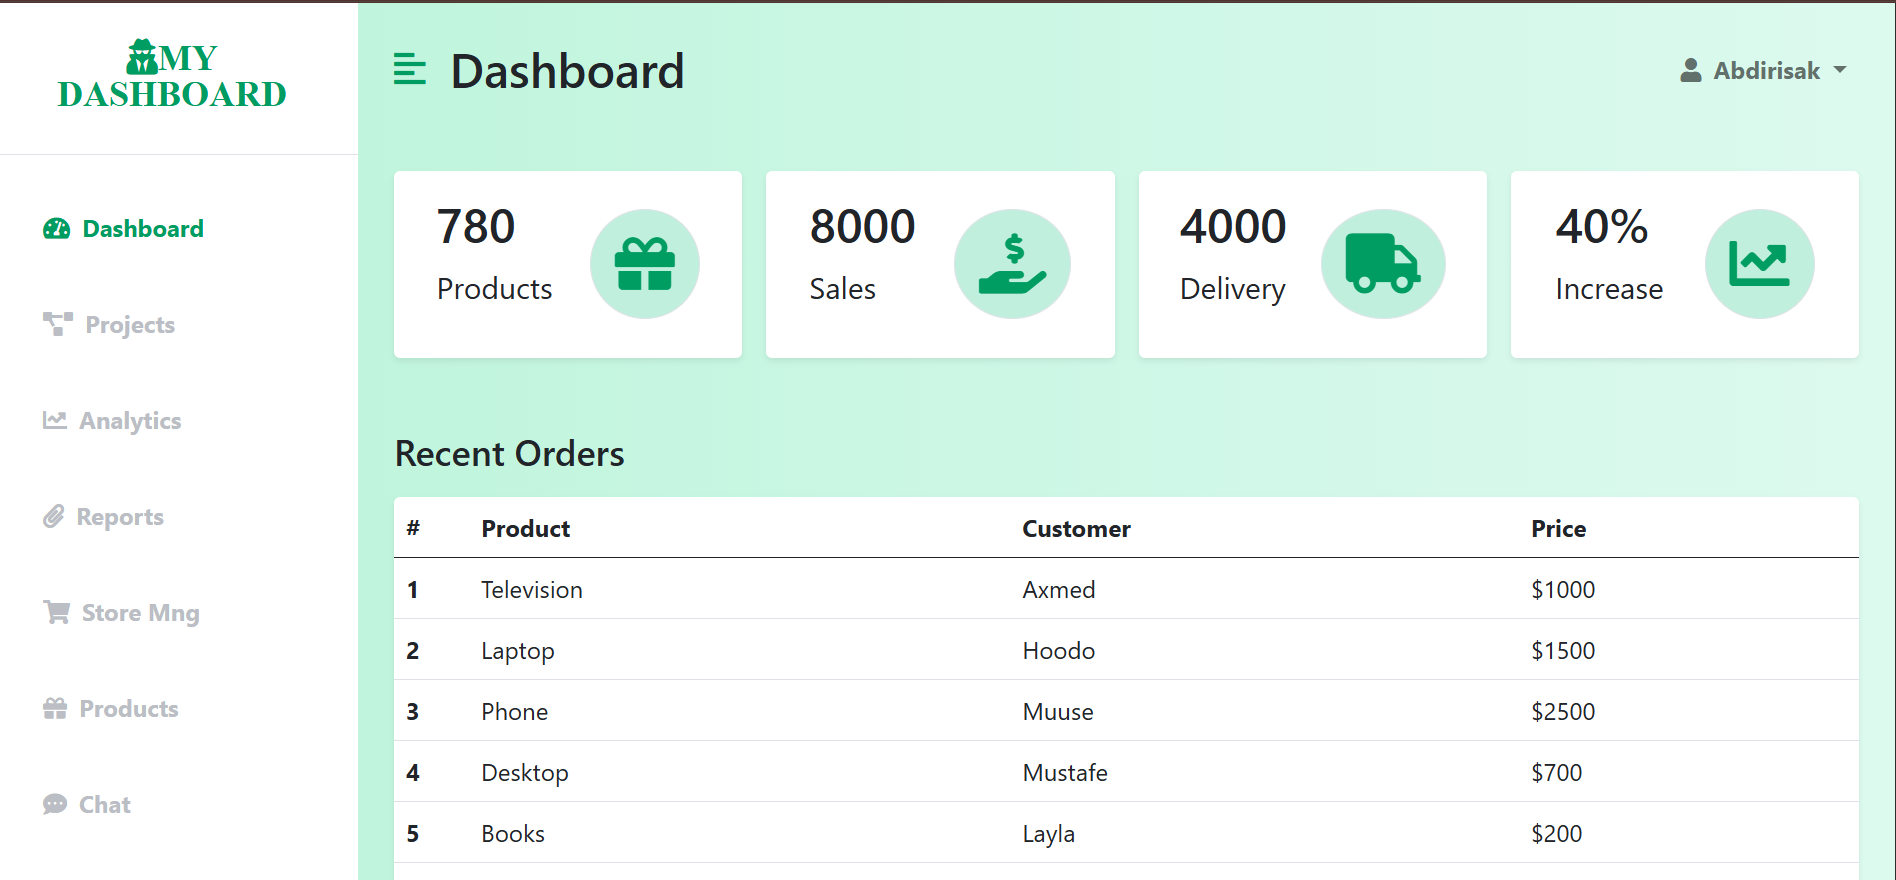 MY
DASHBOARD
Dashboard
Projects
Analytics
Reports
Store Mng
Products
Chat
Dashboard
Abdirisak
780
Products
8000
Sales
4000
Delivery
40%
Increase
Recent Orders
# Product Customer Price
1 Television Axmed $1000
2 Laptop Hoodo $1500
3 Phone Muuse $2500
4 Desktop Mustafe $700
5 Books Layla $200